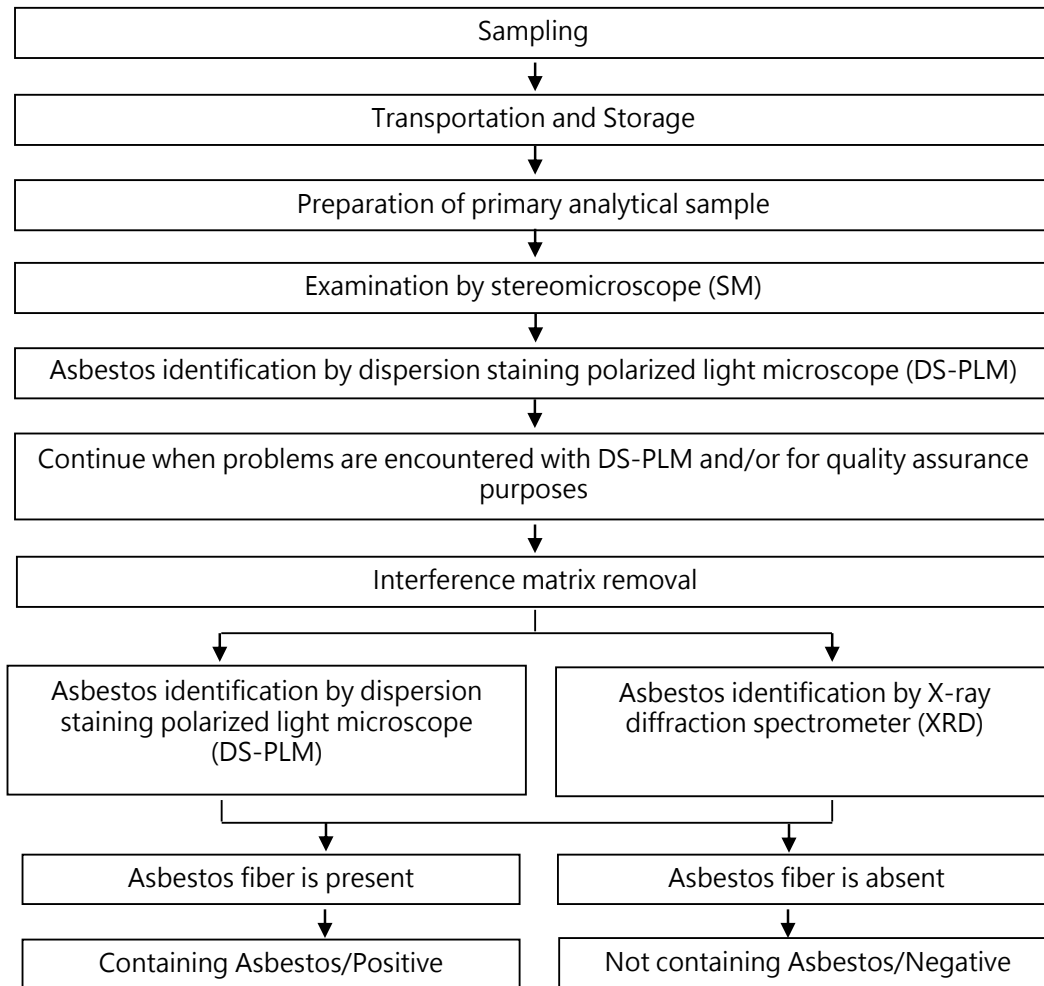 Sampling
Transportation and Storage
Preparation of primary analytical sample
Examination by stereomicroscope (SM)
Asbestos identification by dispersion staining polarized light microscope (DS-PLM)
Continue when problems are encountered with DS-PLM and/or for quality assurance
purposes
Interference matrix removal
Asbestos identification by dispersion
staining polarized light microscope
(DS-PLM)
Asbestos identification by X-ray
diffraction spectrometer (XRD)
Asbestos fiber is present
Asbestos fiber is absent
Containing Asbestos/Positive
Not containing Asbestos/Negative